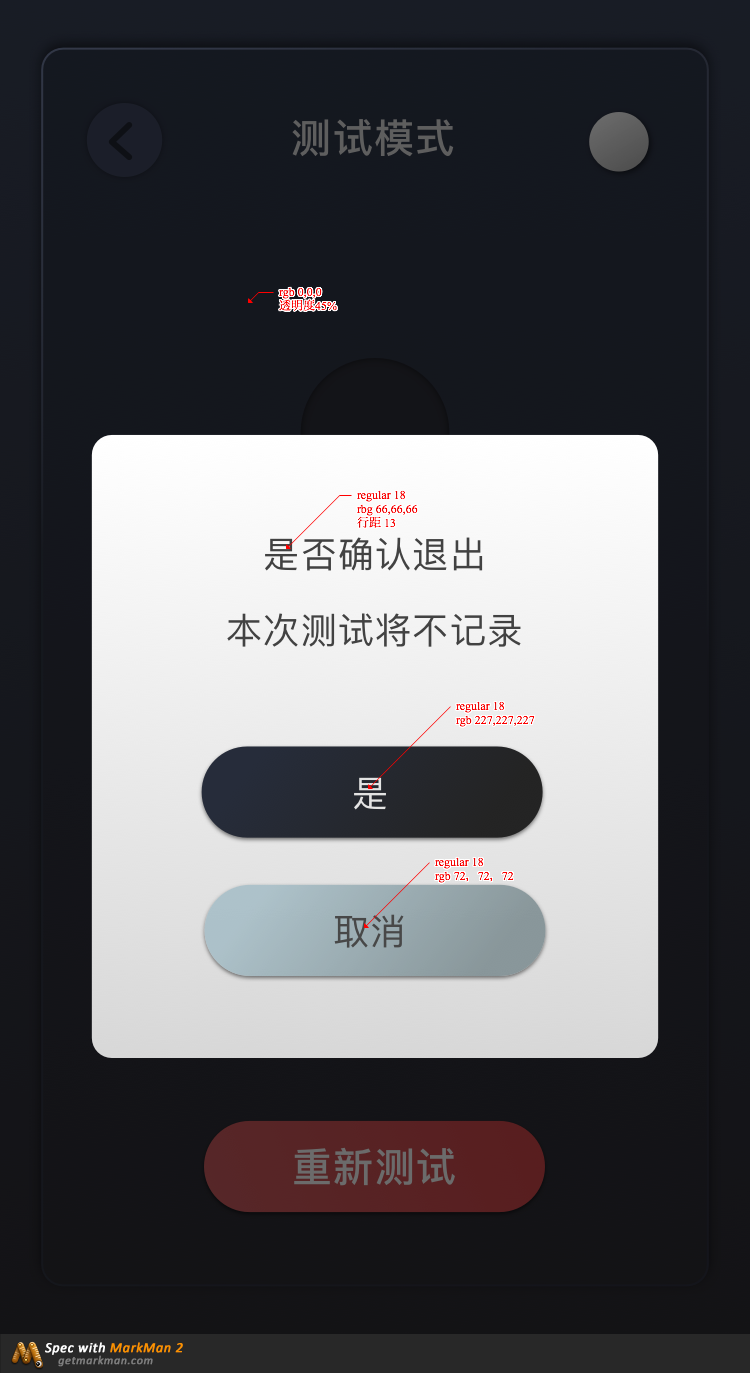 测试模式
rgb 0,0,0
透明度45%
regular 18
rbg 66,66,66
行距 13
是否确认退出
本次测试将不记录
regular 18
rgb 227,227,227
是
regular 18
rgb 72, 72, 72
取消
重新测试
Spec with MarkMan 2
getmarkman.com